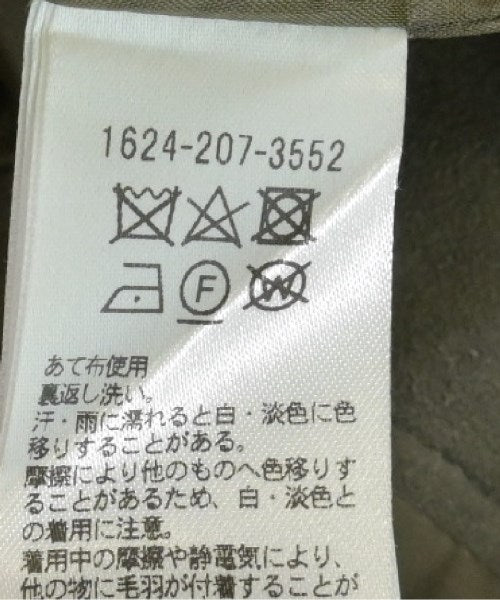 1624-207-3552
F
W
あて布使用
裏返し洗い。
汗・雨に濡れると白・淡色に色
移りすることがある。
摩擦により他のものへ色移りす
ることがあるため、白・淡色と
の着用に注意。
着用中の摩擦や静電気により、
他の物に毛羽が付着することが